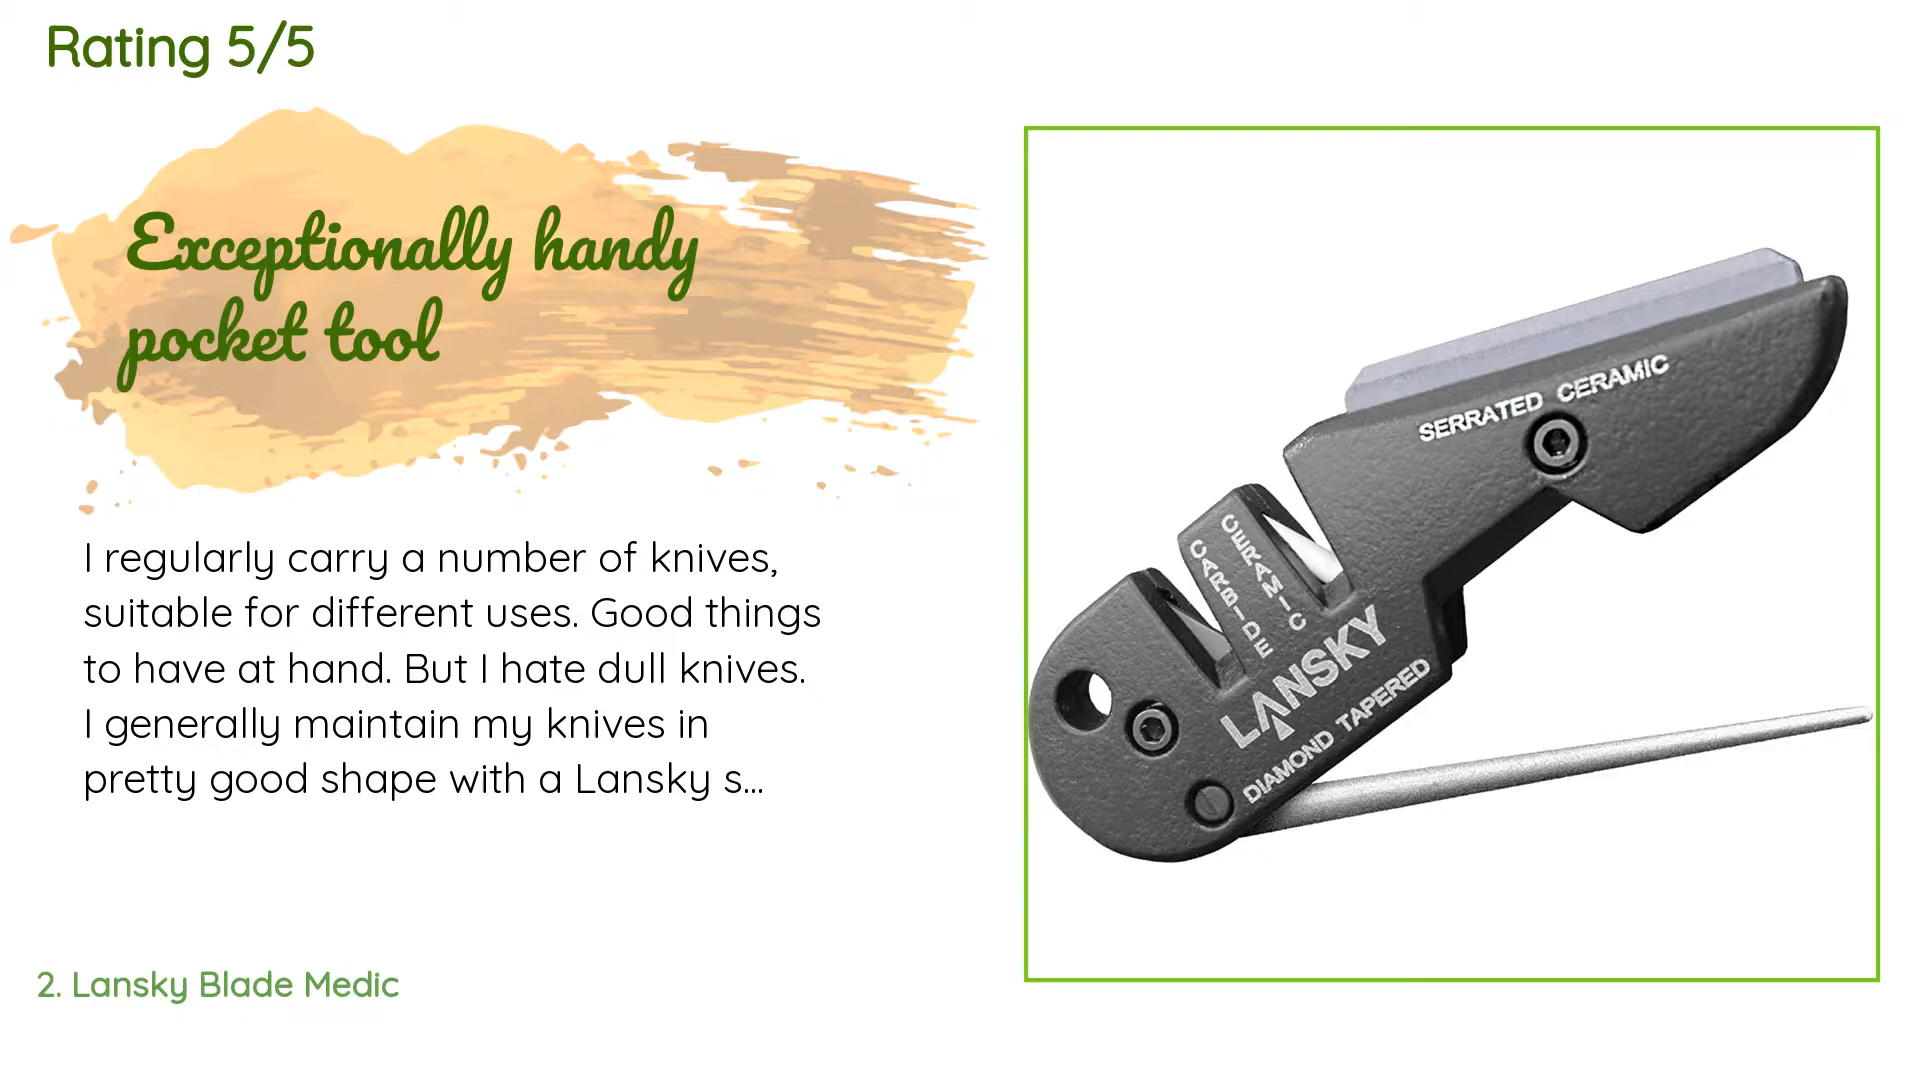 Rating 5/5
Exceptionally handy
pocket tool
I regularly carry a number of knives,
suitable for different uses. Good things
to have at hand. But I hate dull knives.
I generally maintain my knives in
pretty good shape with a Lansky s...
2. Lansky Blade Medic
SERRATED CERAMIC
CERAMIC
CARBIDE
LANSKY
DIAMOND TAPERED